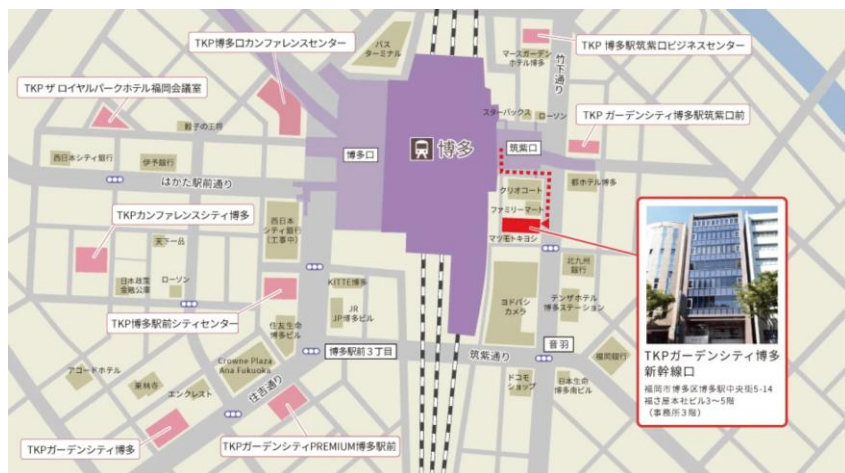 TKP博多口カンファレンスセンター
バス
ターミナル
マースガーデン
ホテル博多
TKP 博多駅筑紫口ビジネスセンター
竹下通り
TKP ザ ロイヤルパークホテル福岡会議室
餃子の王将
スターバックス
ローソン
TKP ガーデンシティ博多駅筑紫口前
西日本シティ銀行
伊予銀行
博多口
博多
筑紫口
はかた駅前通り
クリオコート
都ホテル博多
TKPカンファレンスシティ博多
西日本
シティ銀行
(工事中)
ファミリーマート
マツモトキヨシ
天下一品
北九州
銀行
日本政策
金融公庫
ローソン
KITTE博多
ヨドバシ
カメラ
デンザホテル
博多ステーション
TKP博多駅前シティセンター
住友生命
博多ビル
JR
JP博多ビル
博多駅前3丁目
筑紫通り
音羽
福岡銀行
アゴードホテル
Crowne Plaza
Ana Fukuoka
東林寺
エンクレスト
住吉通り
ドコモ
ショップ
日本生命
博多南ビル
TKPガーデンシティ博多
TKPガーデンシティPREMIUM博多駅前
TKPガーデンシティ博多
新幹線口
福岡市博多区博多駅中央街5-14
福さ屋本社ビル3〜5階
(事務所3階)